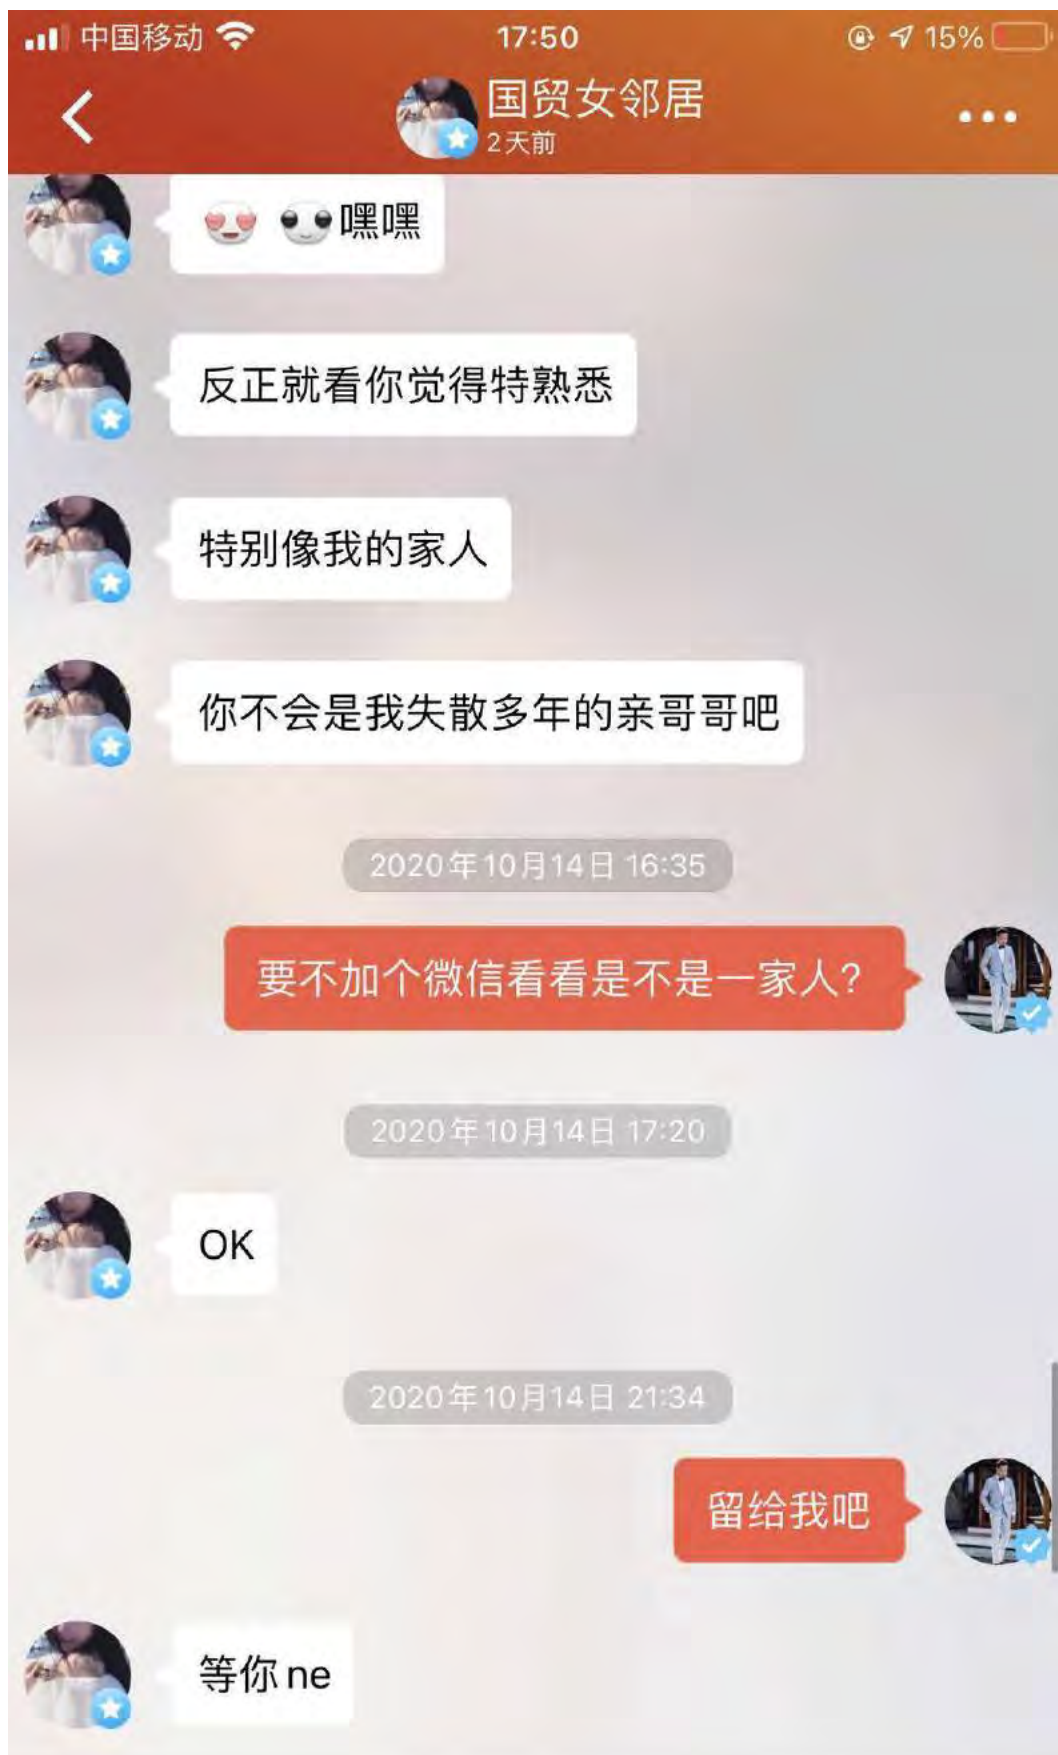 中国移动
17:50
15%
国贸女邻居
2天前
嘿嘿
反正就看你觉得特熟悉
特别像我的家人
你不会是我失散多年的亲哥哥吧
2020年10月14日 16:35
要不加个微信看看是不是一家人?
2020年10月14日 17:20
OK
2020年10月14日 21:34
留给我吧
等你ne